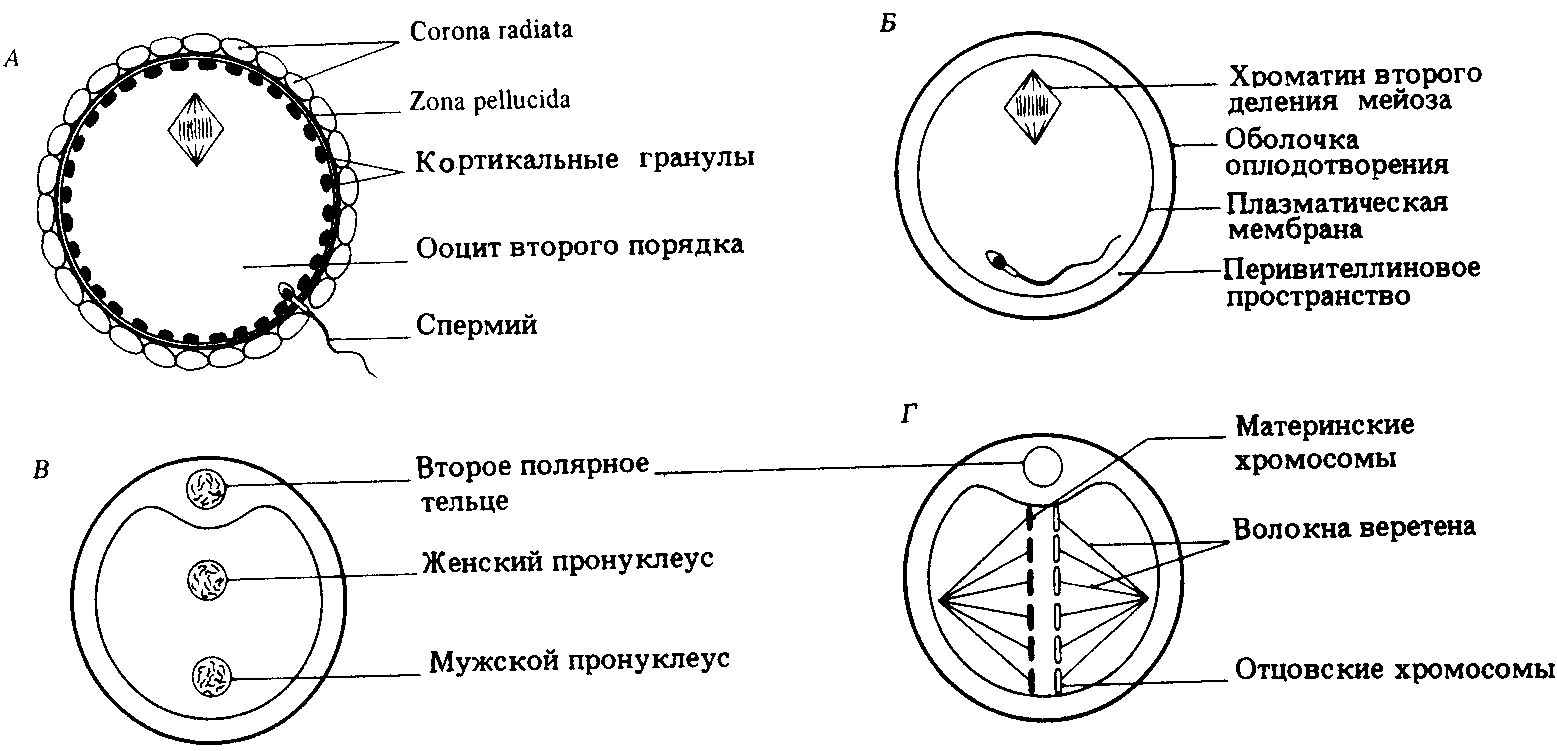 А
Corona radiata
Zona pellucida
Кортикальные гранулы
Ооцит второго порядка
Спермий
Б
Хроматин второго
деления мейоза
Оболочка
оплодотворения
Плазматическая
мембрана
Перивителлиновое
пространство
В
Второе полярное
тельце
Женский пронуклеус
Мужской пронуклеус
Г
Материнские
хромосомы
Волокна веретена
Отцовские хромосомы